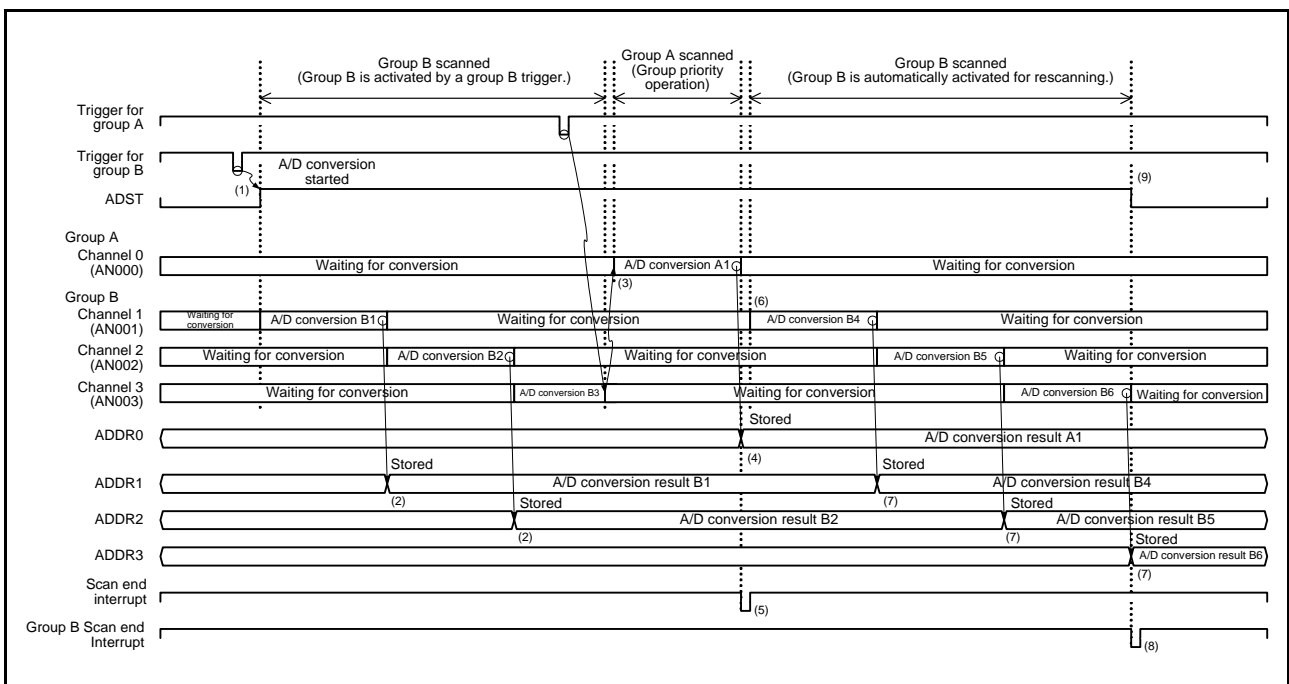 Group B scanned
(Group B is activated by a group B trigger.)
Group A scanned
(Group priority
operation)
Group B scanned
(Group B is automatically activated for rescanning.)
Trigger for
group A
Trigger for
group B
A/D conversion
started
(1)
(9)
ADST
Group A
Channel 0
(AN000)
Waiting for conversion
A/D conversion A1
Waiting for conversion
(3)
Group B
(6)
Channel 1
(AN001)
Waiting for
conversion
A/D conversion B1
Waiting for conversion
A/D conversion B4
Waiting for conversion
Channel 2
(AN002)
Waiting for conversion
A/D conversion B2
Waiting for conversion
A/D conversion B5
Waiting for conversion
Channel 3
(AN003)
Waiting for conversion
A/D conversion B3
Waiting for conversion
A/D conversion B6
Waiting for conversion
Stored
ADDR0
A/D conversion result A1
(4)
Stored
Stored
ADDR1
A/D conversion result B1
A/D conversion result B4
(2)
(7)
Stored
Stored
ADDR2
A/D conversion result B2
A/D conversion result B5
(2)
(7)
Stored
ADDR3
A/D conversion result B6
(7)
Scan end
interrupt
(5)
Group B Scan end
Interrupt
(8)